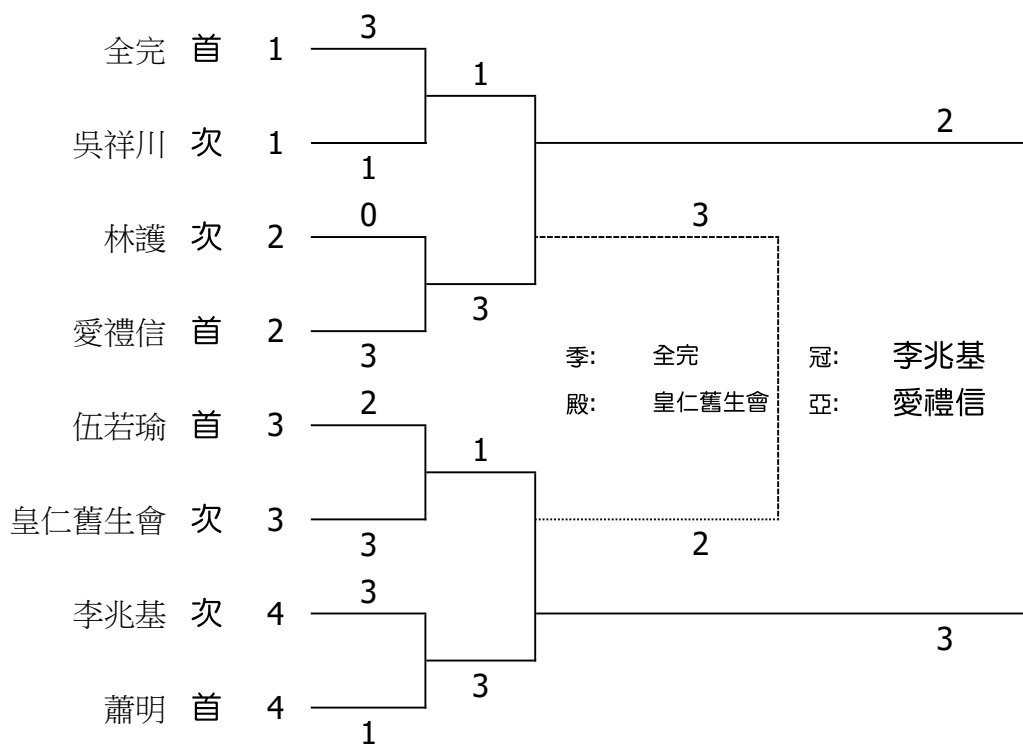 3
全完 首 1
1
2
吳祥川 次 1
1
0
3
林護 次 2
3
愛禮信 首 2
3
季: 全完 冠: 李兆基
殿: 皇仁舊生會 亞: 愛禮信
2
伍若瑜 首 3
1
皇仁舊生會 次 3
3
2
3
李兆基 次 4
3
3
蕭明 首 4
1